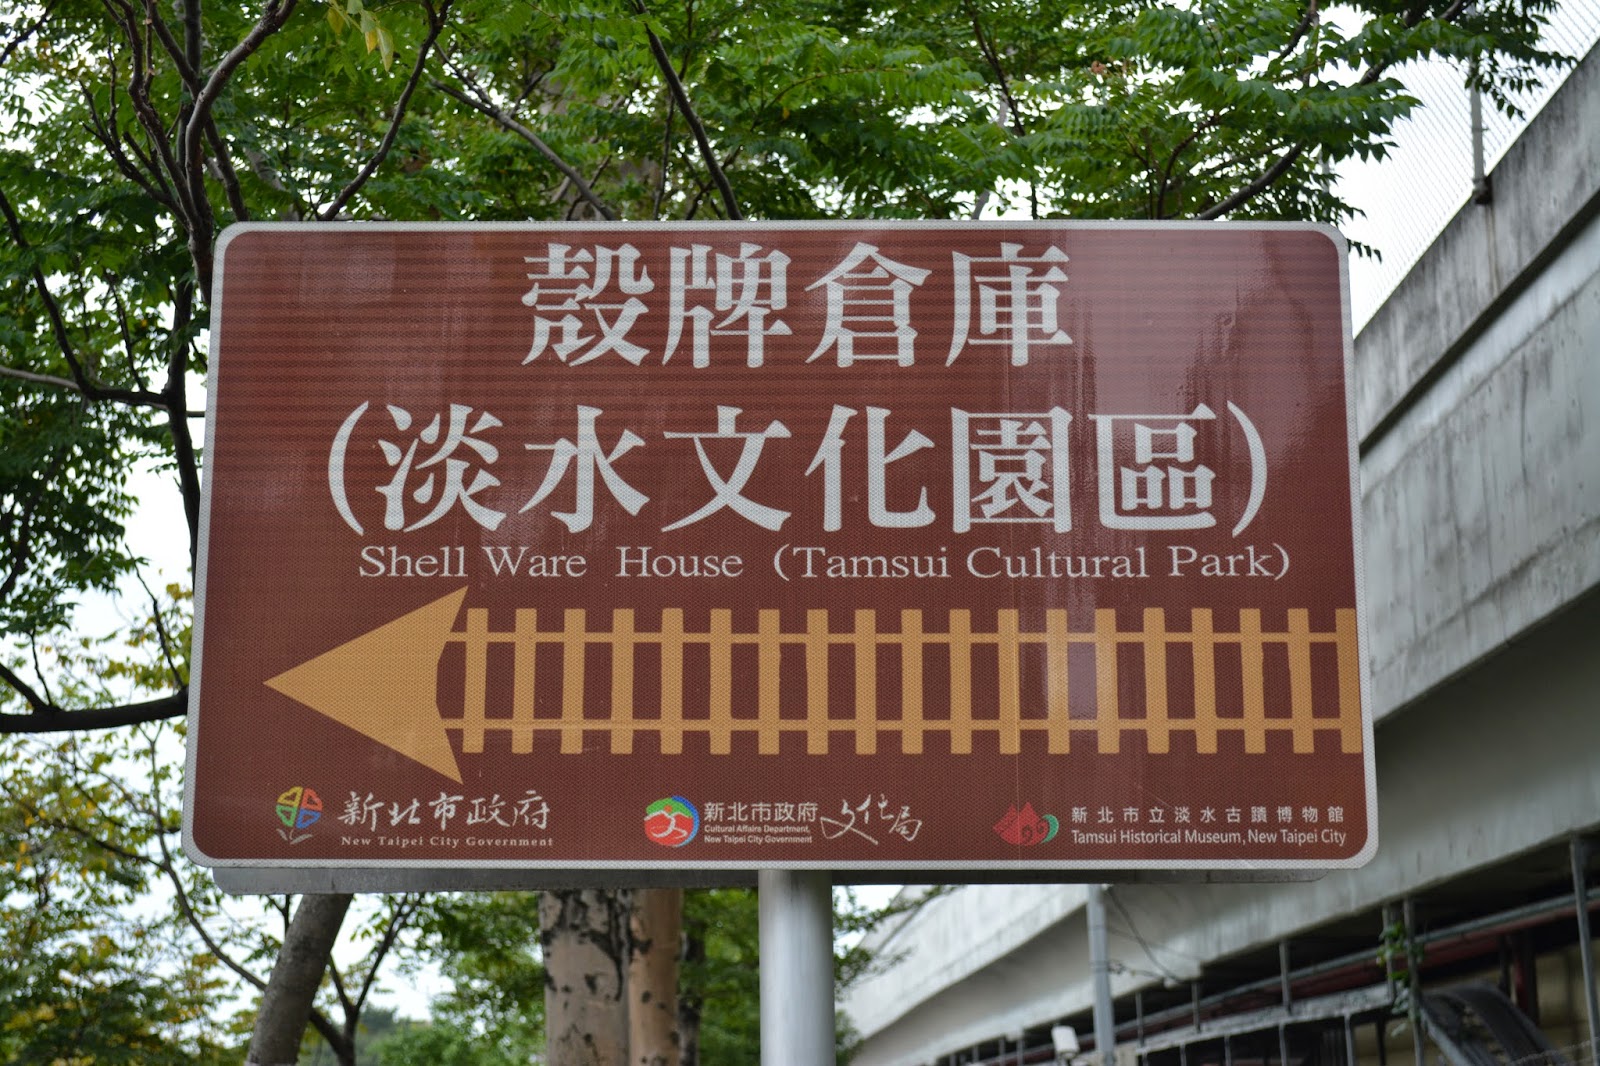 殼牌倉庫
(淡水文化園區)
Shell Ware House (Tamsui Cultural Park)
新北市政府
New Taipei City Government
新北市政府 文化局
Cultural Affairs Department,
New Taipei City Government
新北市立淡水古蹟博物館
Tamsui Historical Museum, New Taipei City